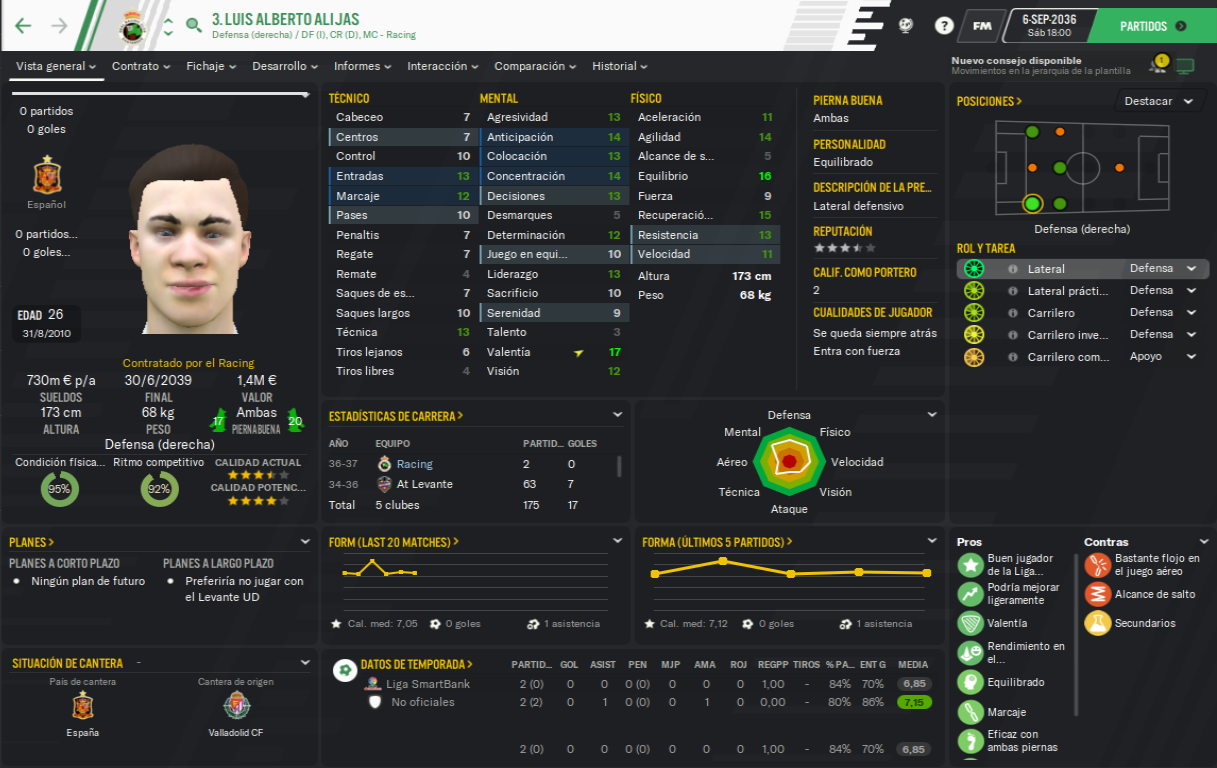 3. LUIS ALBERTO ALIJAS
Defensa (derecha) / DF (I), CR (D), MC - Racing
?
FM
6-SEP-2036
Sáb 18:00
PARTIDOS
Vista general
Contrato
Fichaje
Desarrollo
Informes
Interacción
Comparación
Historial
Nuevo consejo disponible
Movimientos en la jerarquía de la plantilla
1
0 partidos
0 goles
Español
0 partidos...
0 goles...
EDAD 26
31/8/2010
Contratado por el Racing
730m € p/a
SUELDOS
30/6/2039
FINAL
1,4M €
VALOR
173 cm
ALTURA
68 kg
PESO
17
Ambas
PIERNA BUENA
20
Defensa (derecha)
Condición física...
95%
Ritmo competitivo
92%
CALIDAD ACTUAL
CALIDAD POTENC...
TÉCNICO
Cabeceo 7
Centros 7
Control 10
Entradas 13
Marcaje 12
Pases 10
Penaltis 7
Regate 7
Remate 4
Saques de es... 7
Saques largos 10
Técnica 13
Tiros lejanos 6
Tiros libres 4
MENTAL
Agresividad 13
Anticipación 14
Colocación 13
Concentración 14
Decisiones 13
Desmarques 5
Determinación 12
Juego en equi... 10
Liderazgo 13
Sacrificio 10
Serenidad 9
Talento 3
Valentía 17
Visión 12
FÍSICO
Aceleración 11
Agilidad 14
Alcance de s... 5
Equilibrio 16
Fuerza 9
Recuperació... 15
Resistencia 13
Velocidad 11
Altura 173 cm
Peso 68 kg
PIERNA BUENA
Ambas
PERSONALIDAD
Equilibrado
DESCRIPCIÓN DE LA PRE...
Lateral defensivo
REPUTACIÓN
CALIF. COMO PORTERO
2
CUALIDADES DE JUGADOR
Se queda siempre atrás
Entra con fuerza
POSICIONES >
Destacar
Defensa (derecha)
ROL Y TAREA
Lateral Defensa
Lateral prácti... Defensa
Carrilero Defensa
Carrilero inve... Defensa
Carrilero com... Apoyo
ESTADÍSTICAS DE CARRERA >
AÑO EQUIPO PARTID... GOLES
36-37 Racing 2 0
34-36 At Levante 63 7
Total 5 clubes 175 17
Defensa
Físico
Velocidad
Visión
Ataque
Técnica
Aéreo
Mental
PLANES >
PLANES A CORTO PLAZO
• Ningún plan de futuro
PLANES A LARGO PLAZO
• Preferiría no jugar con
el Levante UD
FORM (LAST 20 MATCHES) >
Cal. med: 7,05
0 goles
1 asistencia
FORMA (ÚLTIMOS 5 PARTIDOS) >
Cal. med: 7,12
0 goles
1 asistencia
Pros
Buen jugador
de la Liga...
Podría mejorar
ligeramente
Valentía
Rendimiento en
el...
Equilibrado
Marcaje
Eficaz con
ambas piernas
Contras
Bastante flojo en
el juego aéreo
Alcance de salto
Secundarios
SITUACIÓN DE CANTERA -
País de cantera
España
Cantera de origen
Valladolid CF
DATOS DE TEMPORADA > PARTID... GOL ASIST PEN MJP AMA ROJ REGPP TIROS % PA... ENT G MEDIA
Liga SmartBank 2 (0) 0 0 0 (0) 0 0 0 1,00 - 84% 70% 6,85
No oficiales 2 (2) 0 1 0 (0) 0 1 0 0,00 - 80% 86% 7,15
2 (0) 0 0 0 (0) 0 0 0 1,00 - 84% 70% 6,85